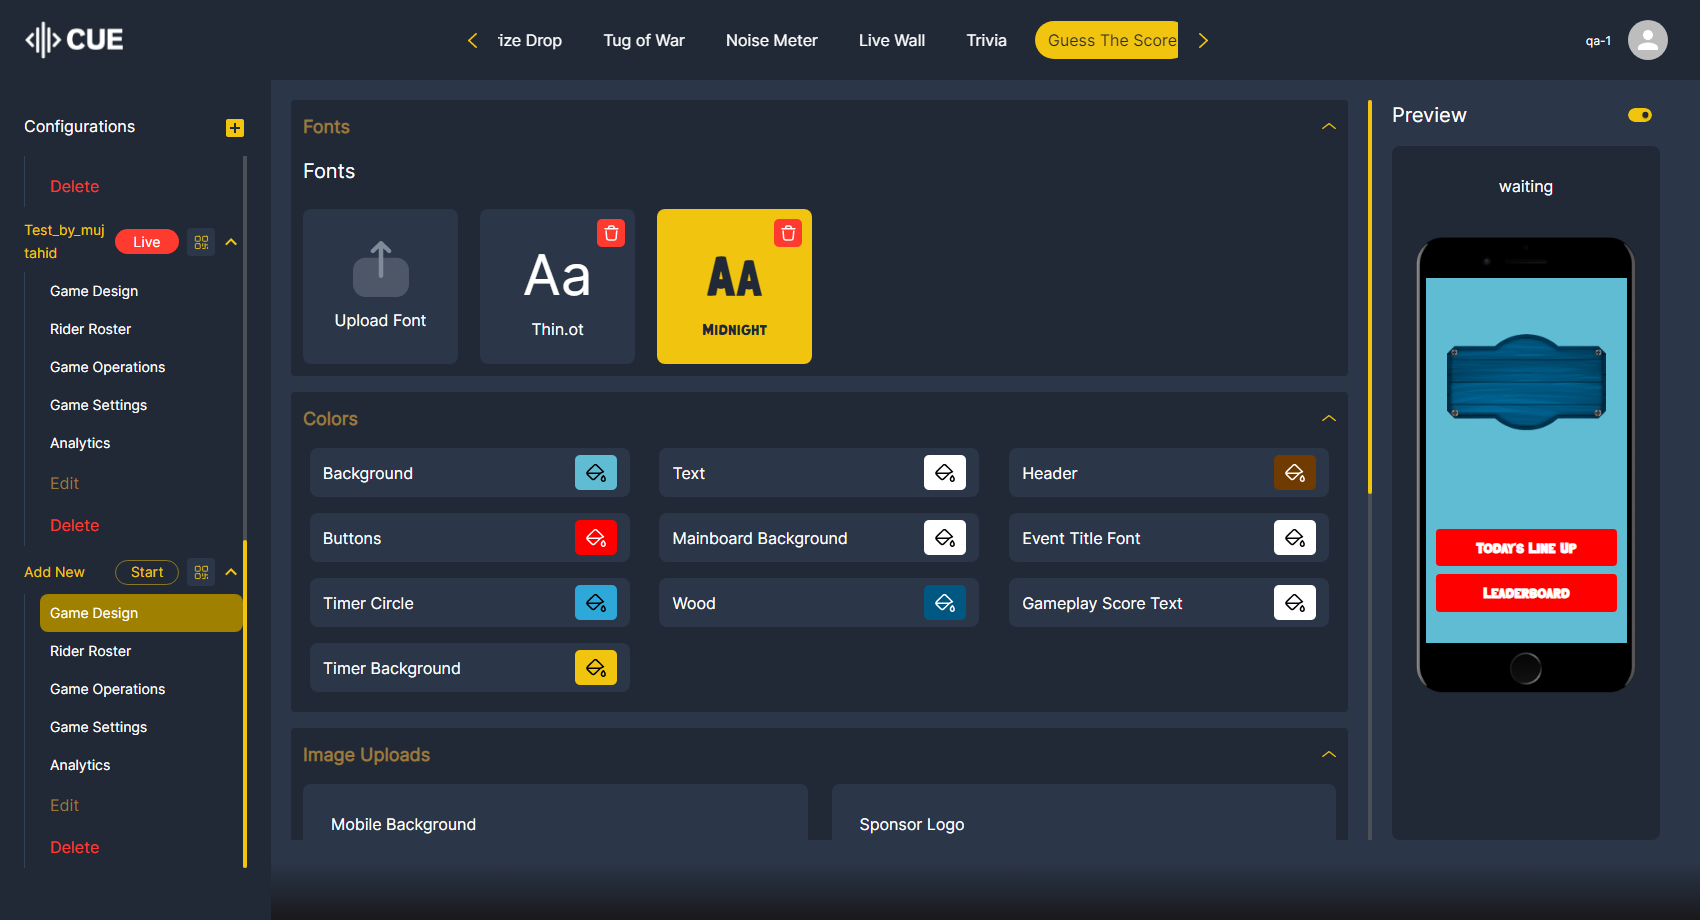 CUE
ize Drop
Tug of War
Noise Meter
Live Wall
Trivia
Guess The Score
qa-1
Configurations
Delete
Test_by_muj
tahid
Live
Game Design
Rider Roster
Game Operations
Game Settings
Analytics
Edit
Delete
Add New
Start
Game Design
Rider Roster
Game Operations
Game Settings
Analytics
Edit
Delete
Fonts
Fonts
Upload Font
Aa
Thin.ot
AA
MIDNIGHT
Colors
Background
Text
Header
Buttons
Mainboard Background
Event Title Font
Timer Circle
Wood
Gameplay Score Text
Timer Background
Image Uploads
Mobile Background
Sponsor Logo
Preview
waiting
TODAY'S LINE UP
LEADERBOARD